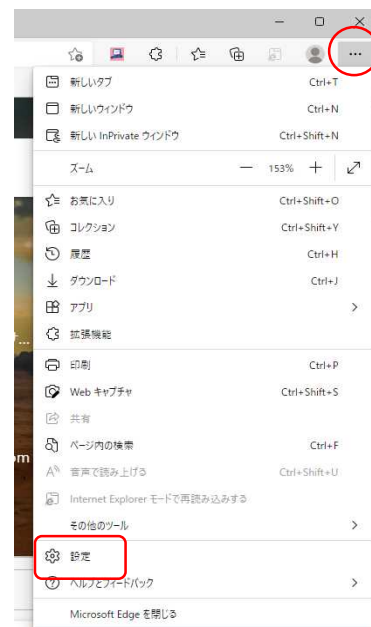 新しいタブ Ctrl+T
新しいウィンドウ Ctrl+N
新しい InPrivate ウィンドウ Ctrl+Shift+N
ズーム — 153% +
お気に入り Ctrl+Shift+O
コレクション Ctrl+Shift+Y
履歴 Ctrl+H
ダウンロード Ctrl+J
アプリ
拡張機能
印刷 Ctrl+P
Web キャプチャ Ctrl+Shift+S
共有
ページ内の検索 Ctrl+F
音声で読み上げる Ctrl+Shift+U
Internet Explorer モードで再読み込みする
その他のツール
設定
ヘルプとフィードバック
Microsoft Edge を閉じる